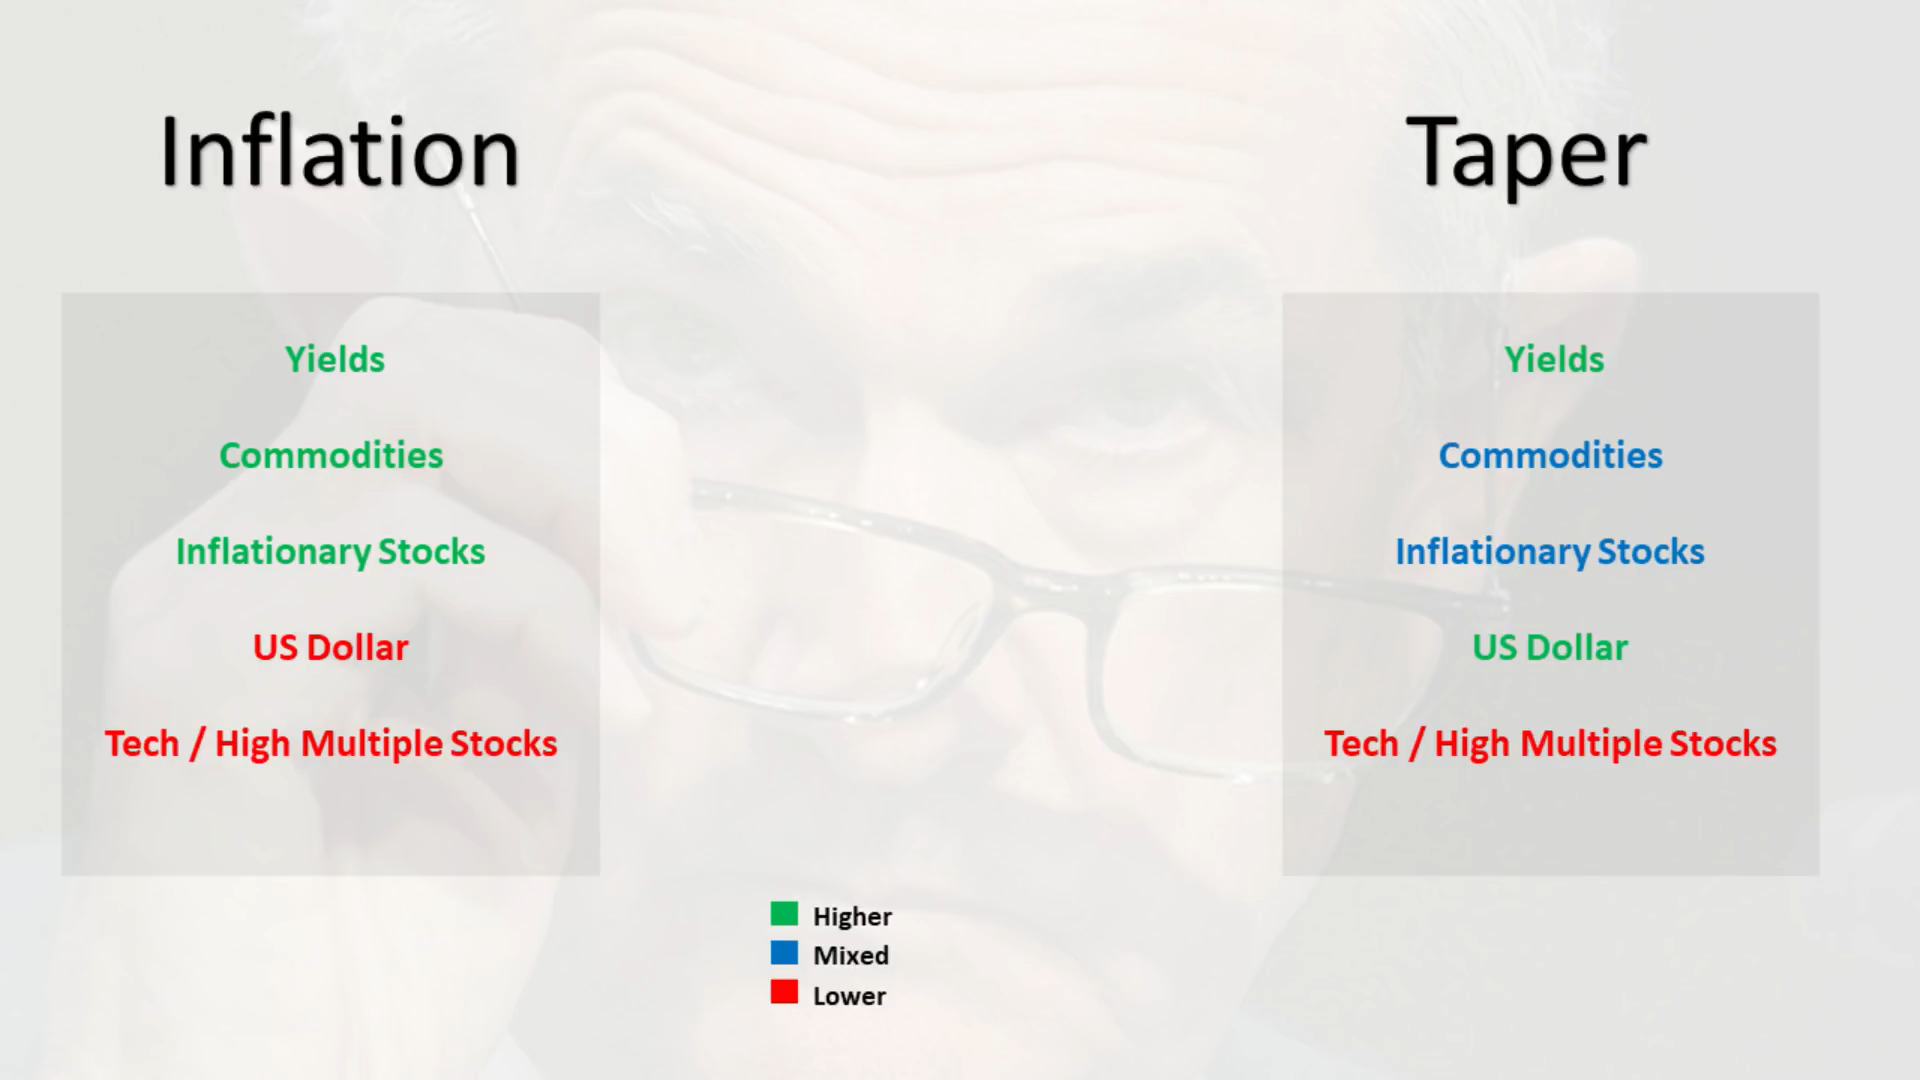 Inflation
Yields
Commodities
Inflationary Stocks
US Dollar
Tech / High Multiple Stocks
Taper
Yields
Commodities
Inflationary Stocks
US Dollar
Tech / High Multiple Stocks
Higher
Mixed
Lower